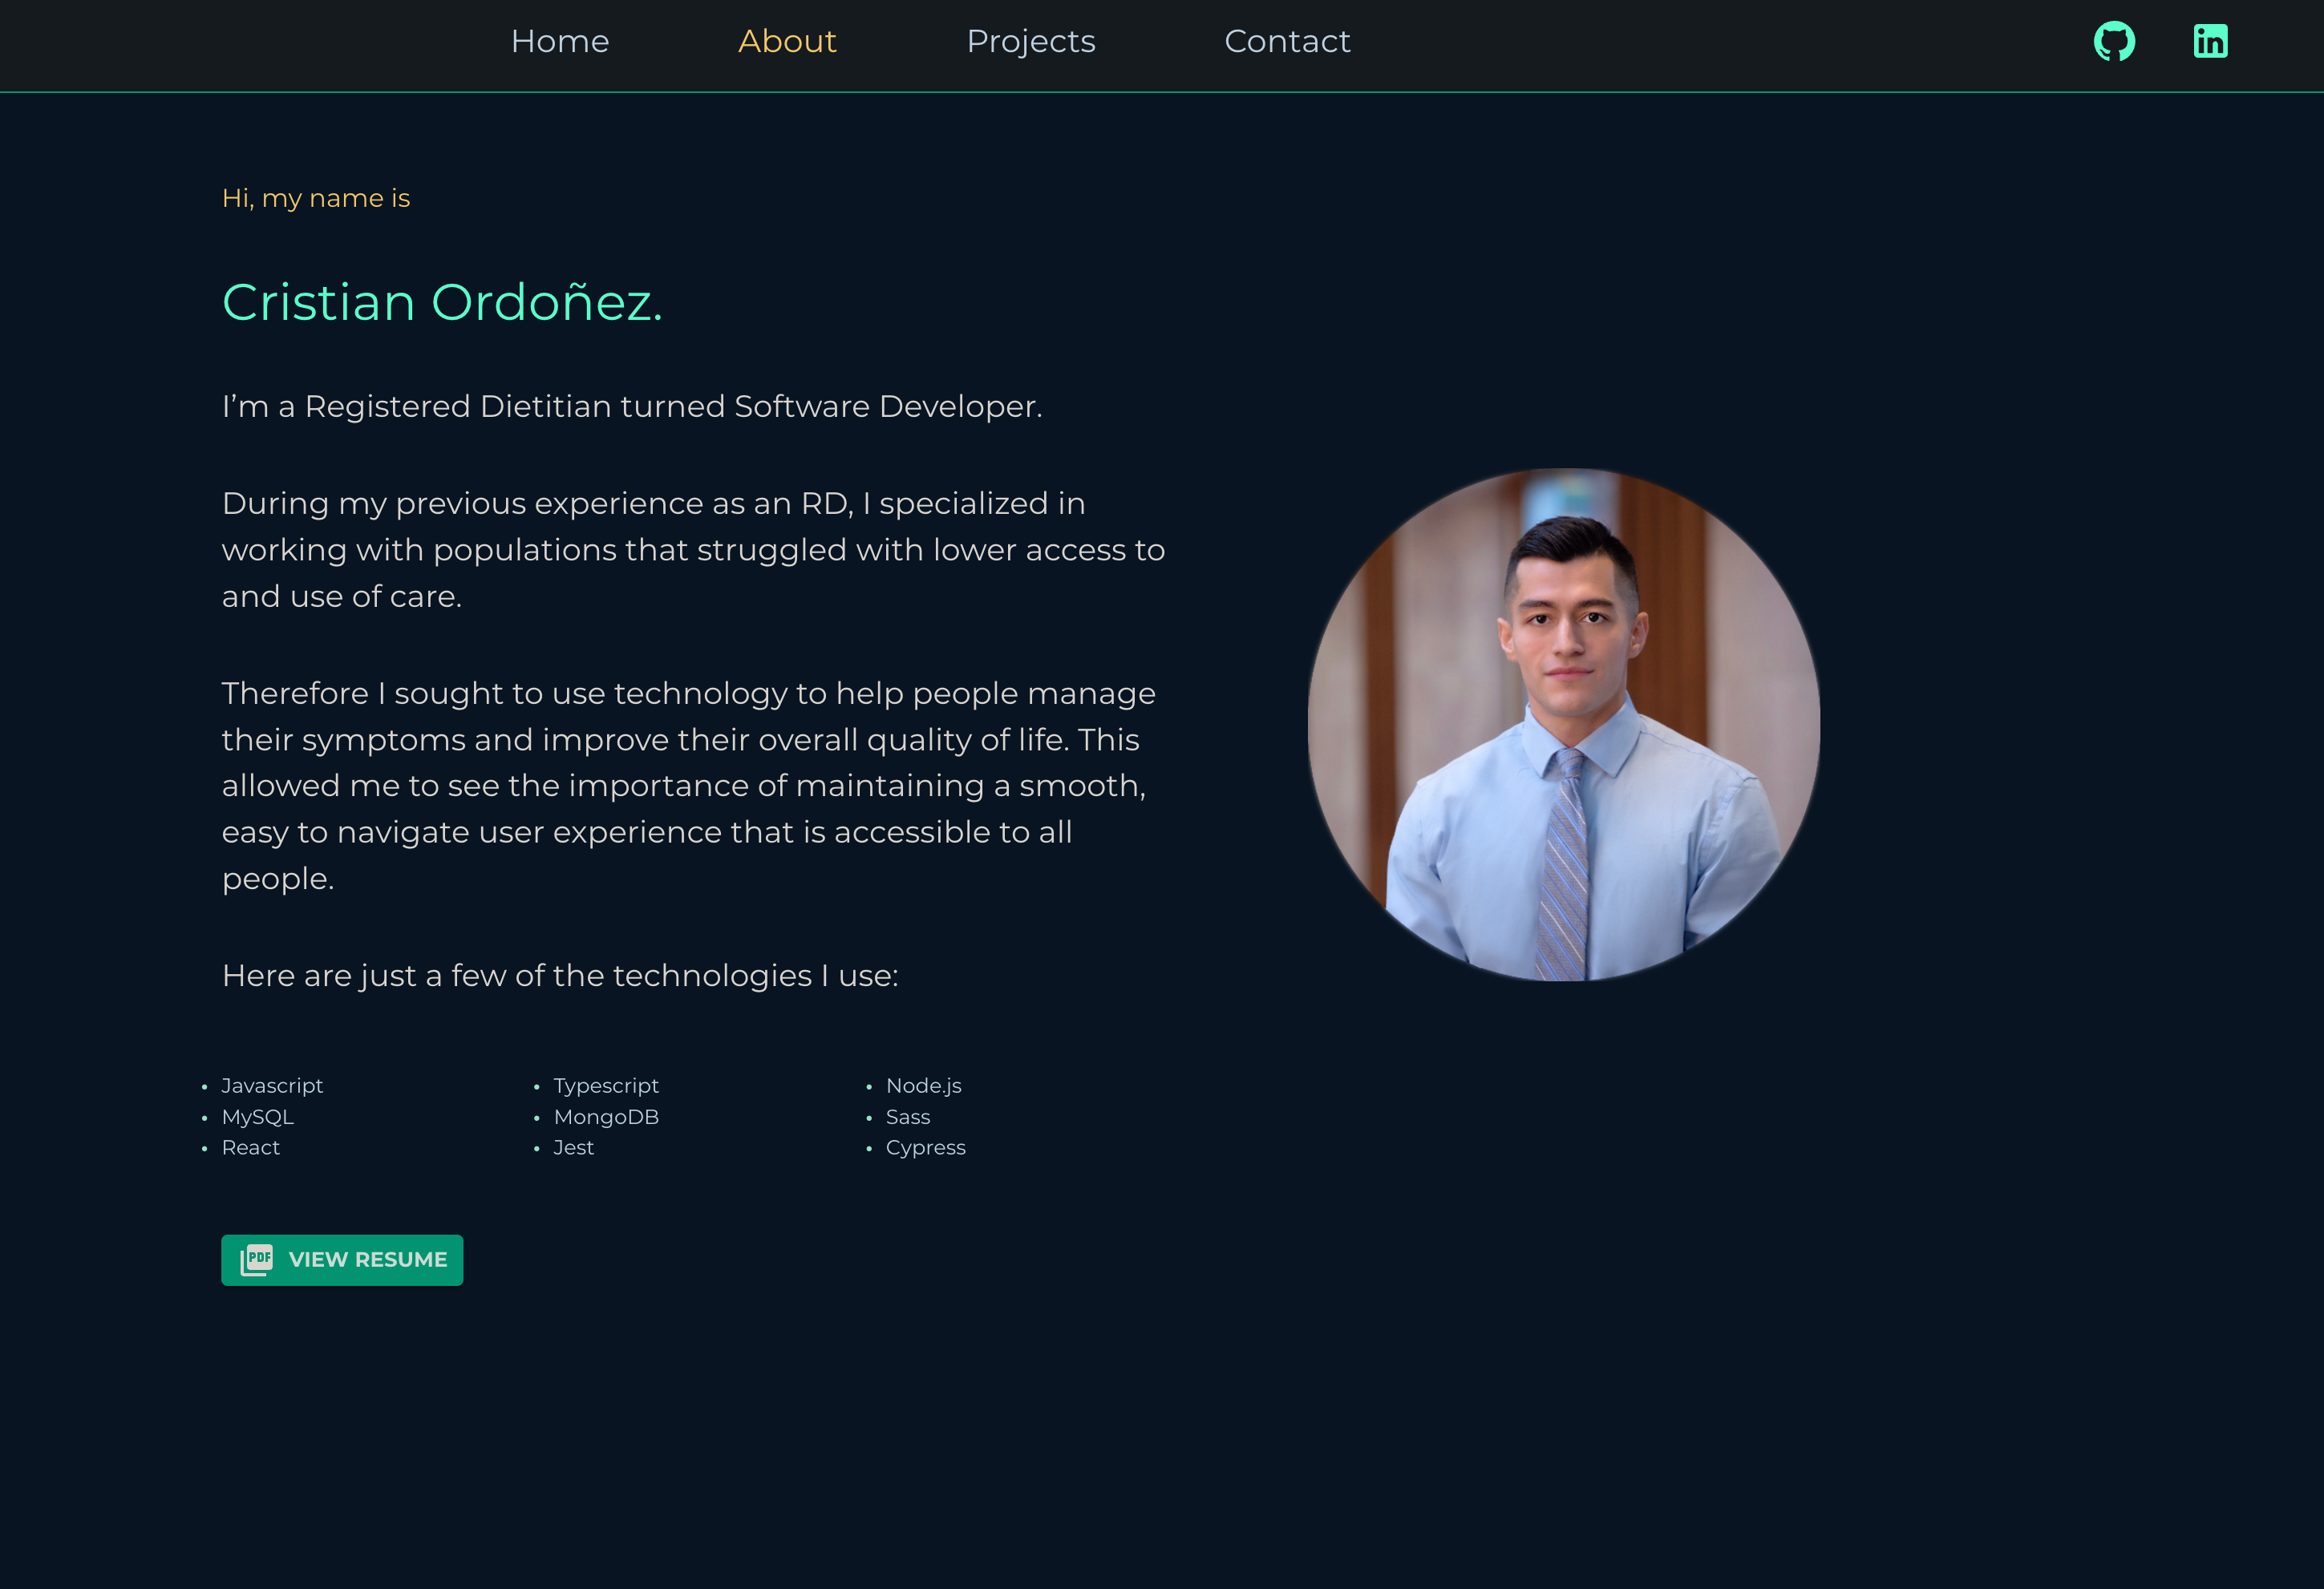 Home About Projects Contact
in
Hi, my name is
Cristian Ordoñez.
I’m a Registered Dietitian turned Software Developer.
During my previous experience as an RD, I specialized in
working with populations that struggled with lower access to
and use of care.
Therefore I sought to use technology to help people manage
their symptoms and improve their overall quality of life. This
allowed me to see the importance of maintaining a smooth,
easy to navigate user experience that is accessible to all
people.
Here are just a few of the technologies I use:
• Javascript • Typescript • Node.js
• MySQL • MongoDB • Sass
• React • Jest • Cypress
PDF VIEW RESUME